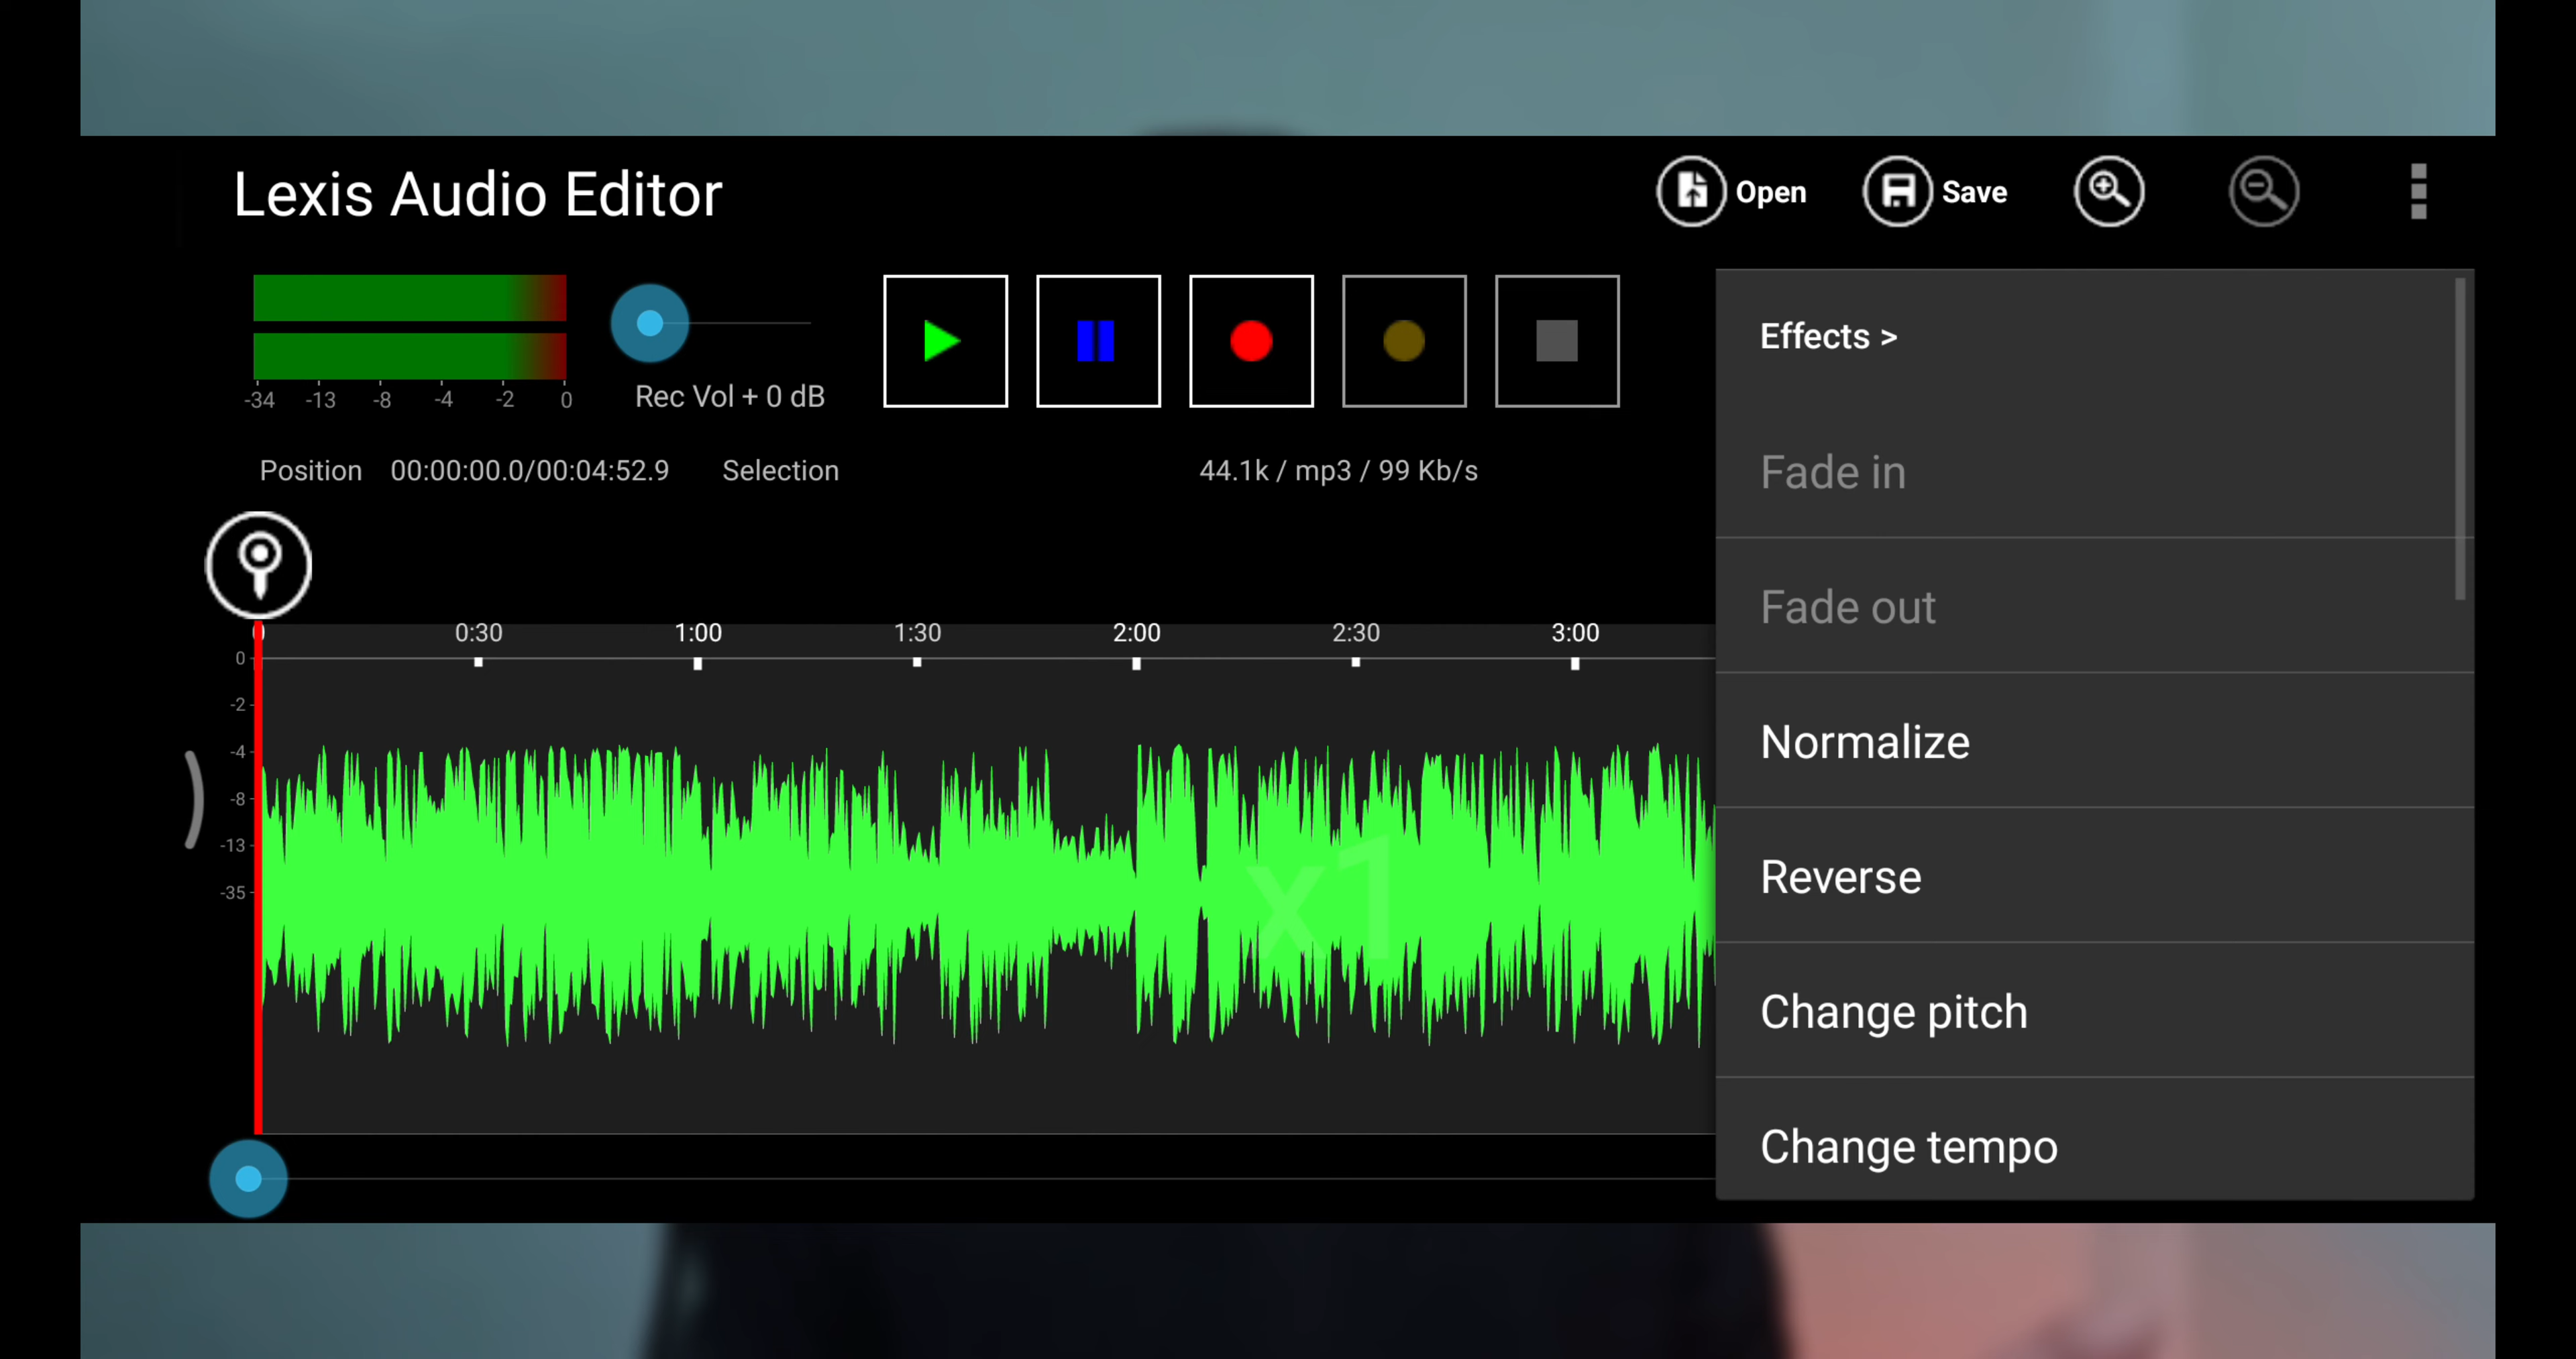 Lexis Audio Editor
Open
Save
-34 -13 -8 -4 -2 0
Rec Vol + 0 dB
Position 00:00:00.0/00:04:52.9 Selection
44.1k / mp3 / 99 Kb/s
0 0:30 1:00 1:30 2:00 2:30 3:00
0
-2
-4
-8
-13
-35
x1
Effects >
Fade in
Fade out
Normalize
Reverse
Change pitch
Change tempo